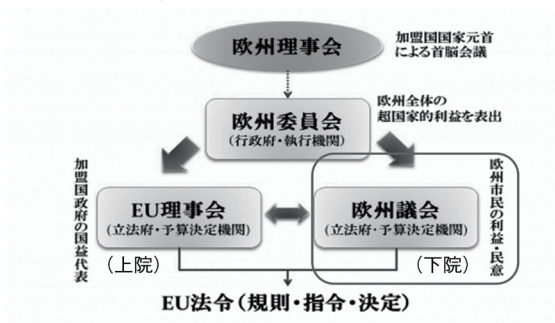 欧州理事会
加盟国国家元首
による首脳会議
欧州委員会
(行政府・執行機関)
欧州全体の
超国家的利益を表出
加盟国政府の国益代表
EU理事会
(立法府・予算決定機関)
(上院)
欧州議会
(立法府・予算決定機関)
(下院)
欧州市民の利益・民意
EU法令(規則・指令・決定)